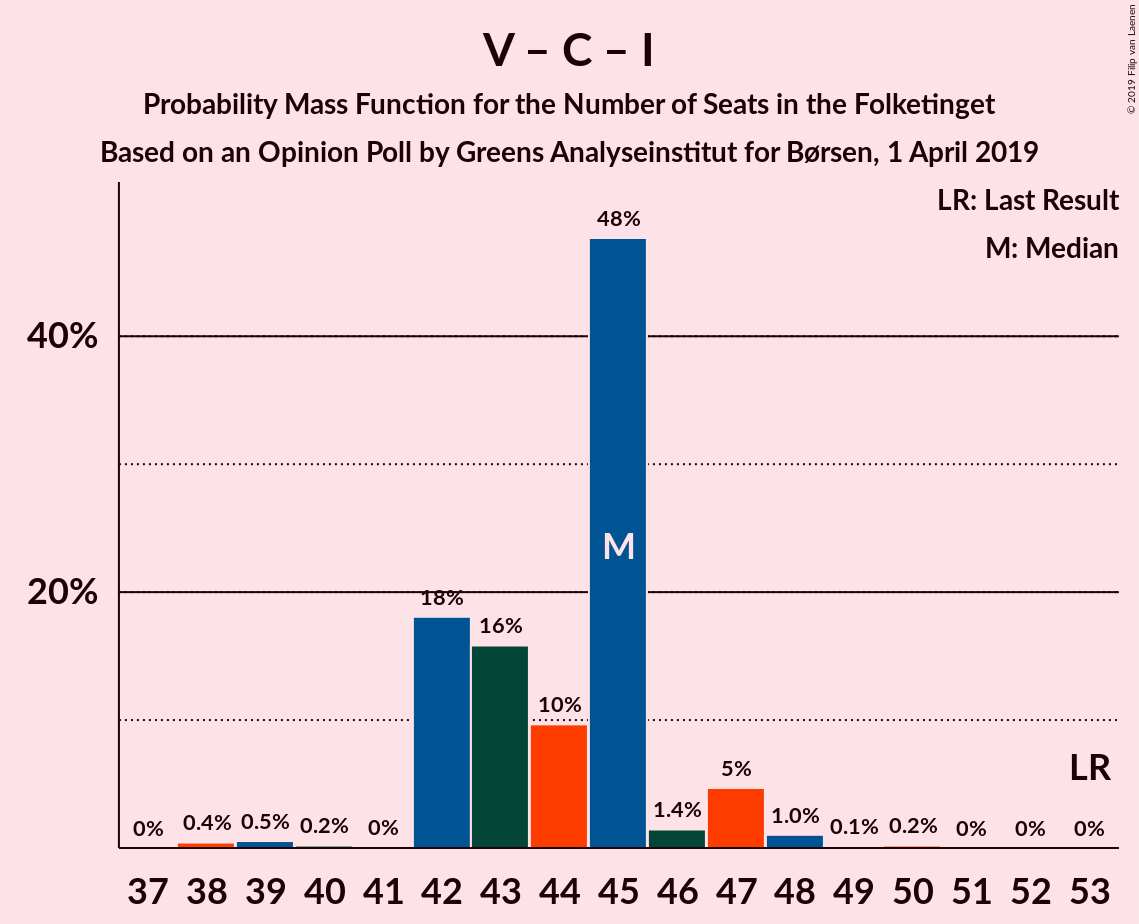 V – C – I
Probability Mass Function for the Number of Seats in the Folketinget
Based on an Opinion Poll by Greens Analyseinstitut for Børsen, 1 April 2019
© 2019 Filip van Laenen
LR: Last Result
M: Median
40%
20%
0% 0.4% 0.5% 0.2% 0% 18% 16% 10% 48% 1.4% 5% 1.0% 0.1% 0.2% 0% 0% 0%
M
LR
37 38 39 40 41 42 43 44 45 46 47 48 49 50 51 52 53